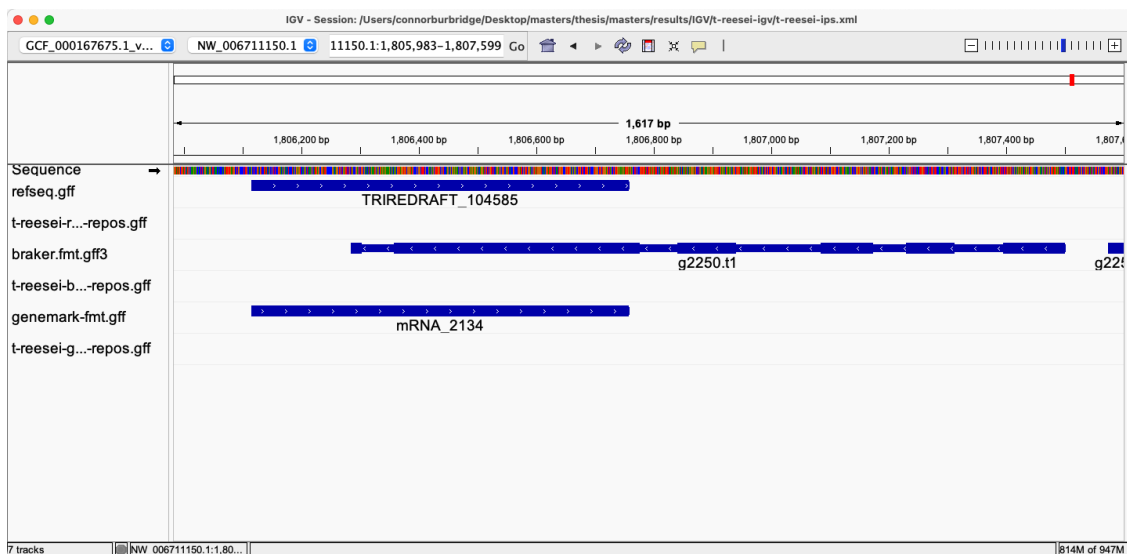 IGV - Session: /Users/connorburbridge/Desktop/masters/thesis/masters/results/IGV/t-reesei-igv/t-reesei-ips.xml
GCF_000167675.1_v... NW_006711150.1 11150.1:1,805,983-1,807,599 Go
1,617 bp
1,806,200 bp 1,806,400 bp 1,806,600 bp 1,806,800 bp 1,807,000 bp 1,807,200 bp 1,807,400 bp 1,807,
Sequence
refseq.gff
TRIREDRAFT_104585
t-reesei-r...-repos.gff
braker.fmt.gff3
g2250.t1 g225
t-reesei-b...-repos.gff
genemark-fmt.gff
mRNA_2134
t-reesei-g...-repos.gff
7 tracks NW_006711150.1:1,80... 814M of 947M